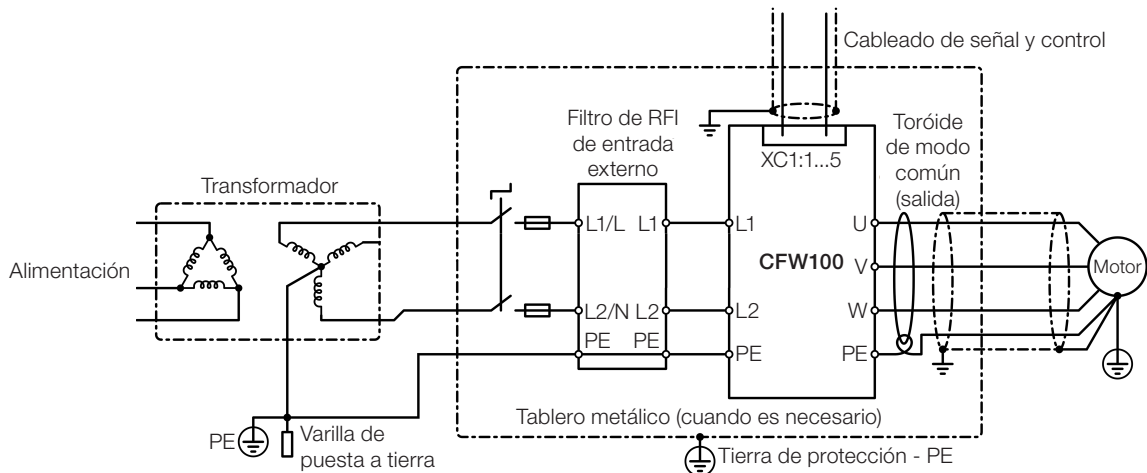 Cableado de señal y control
Filtro de RFI
de entrada
externo
XC1:1...5
Toróide
de modo
común
(salida)
Transformador
Alimentación
L1/L L1
L1
U
CFW100
V
Motor
L2/N L2
L2
W
PE PE
PE
PE
Tablero metálico (cuando es necesario)
PE
Varilla de
puesta a tierra
Tierra de protección - PE